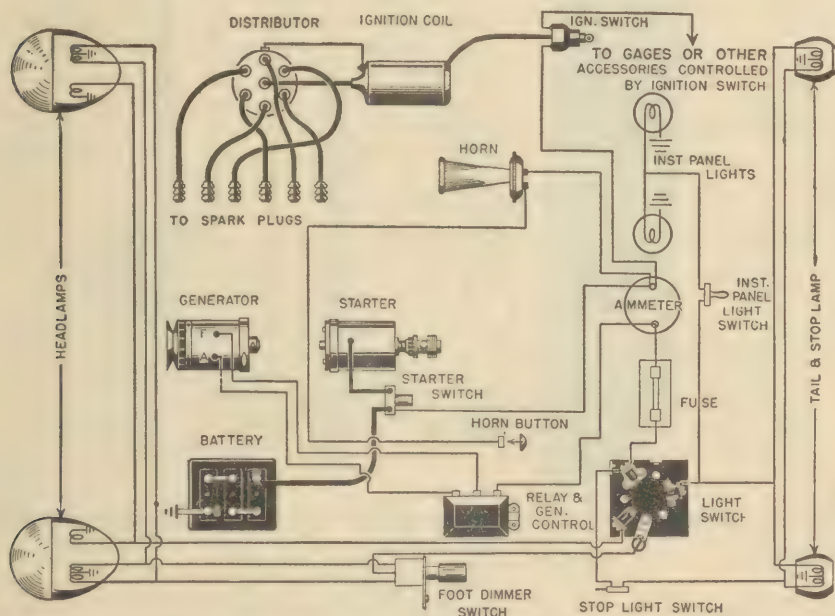 DISTRIBUTOR
IGNITION COIL
IGN. SWITCH
TO GAGES OR OTHER
ACCESSORIES CONTROLLED
BY IGNITION SWITCH
HORN
INST PANEL
LIGHTS
TO SPARK PLUGS
HEADLAMPS
GENERATOR
F
A
STARTER
AMMETER
INST.
PANEL
LIGHT
SWITCH
TAIL & STOP LAMP
STARTER
SWITCH
FUSE
HORN BUTTON
BATTERY
RELAY &
GEN.
CONTROL
LIGHT
SWITCH
FOOT DIMMER
SWITCH
STOP LIGHT SWITCH